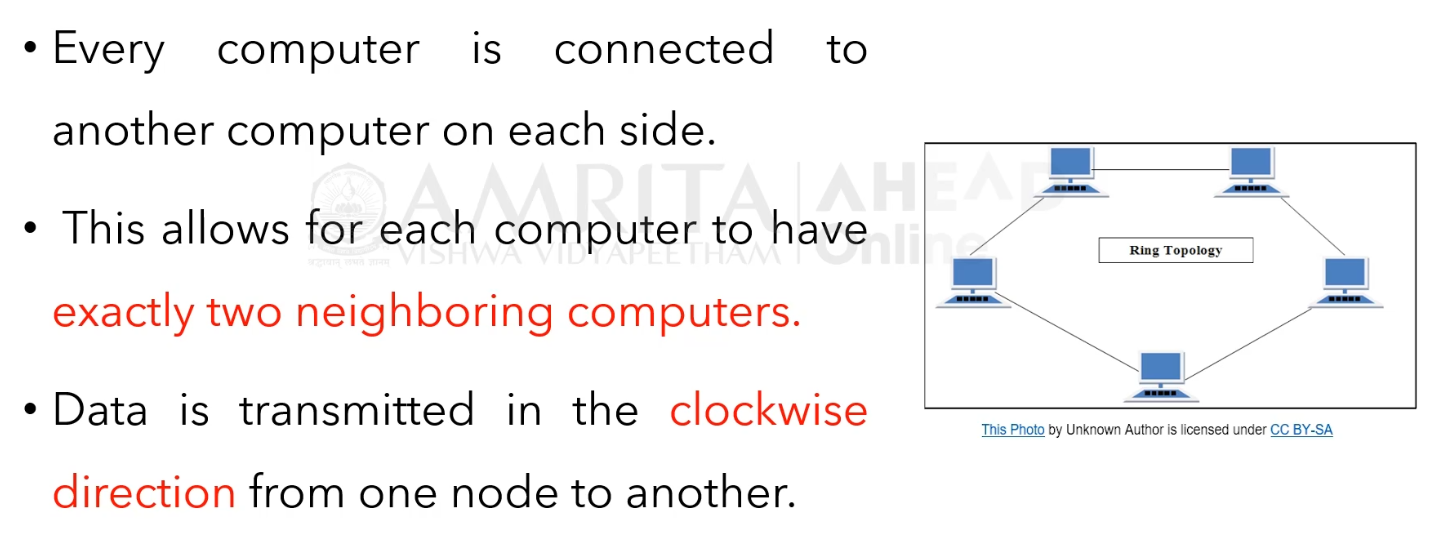 • Every computer is connected to
another computer on each side.
• This allows for each computer to have
exactly two neighboring computers.
• Data is transmitted in the clockwise
direction from one node to another.
AMRITA AHEAD
VISHWA VIDYAPEETHAM Online
Ring Topology
This Photo by Unknown Author is licensed under CC BY-SA